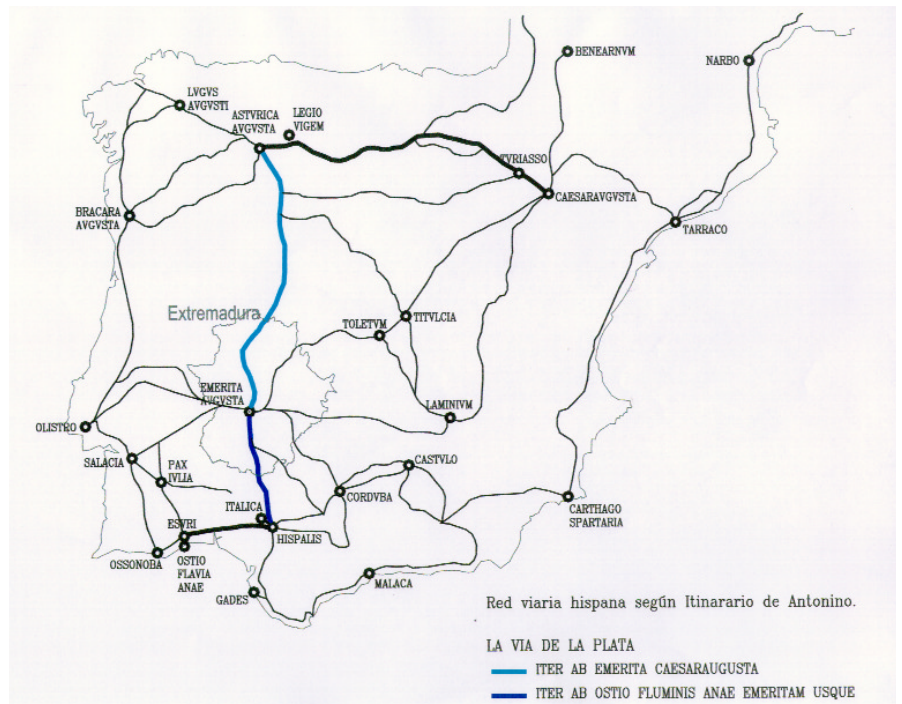 BENEARNVM
NARBO
LVGVS
AVGVSTI
ASTVRICA
AVGVSTA
LEGIO
VIGEM
TVRIASSO
CAESARAVGVSTA
BRACARA
AVGVSTA
TARRACO
Extremadura
TITVLCIA
TOLETVM
EMERITA
AVGVSTA
LAMINIVM
OLISTRO
SALACIA
PAX
IVLIA
CASTVLO
CORDVBA
ITALICA
CARTHAGO
SPARTARIA
ESVRI
HISPALIS
OSSONOBA
OSTIO
FLAVIA
ANAE
MALACA
GADES
Red viaria hispana según Itinarario de Antonino.
LA VIA DE LA PLATA
ITER AB EMERITA CAESARAUGUSTA
ITER AB OSTIO FLUMINIS ANAE EMERITAM USQUE